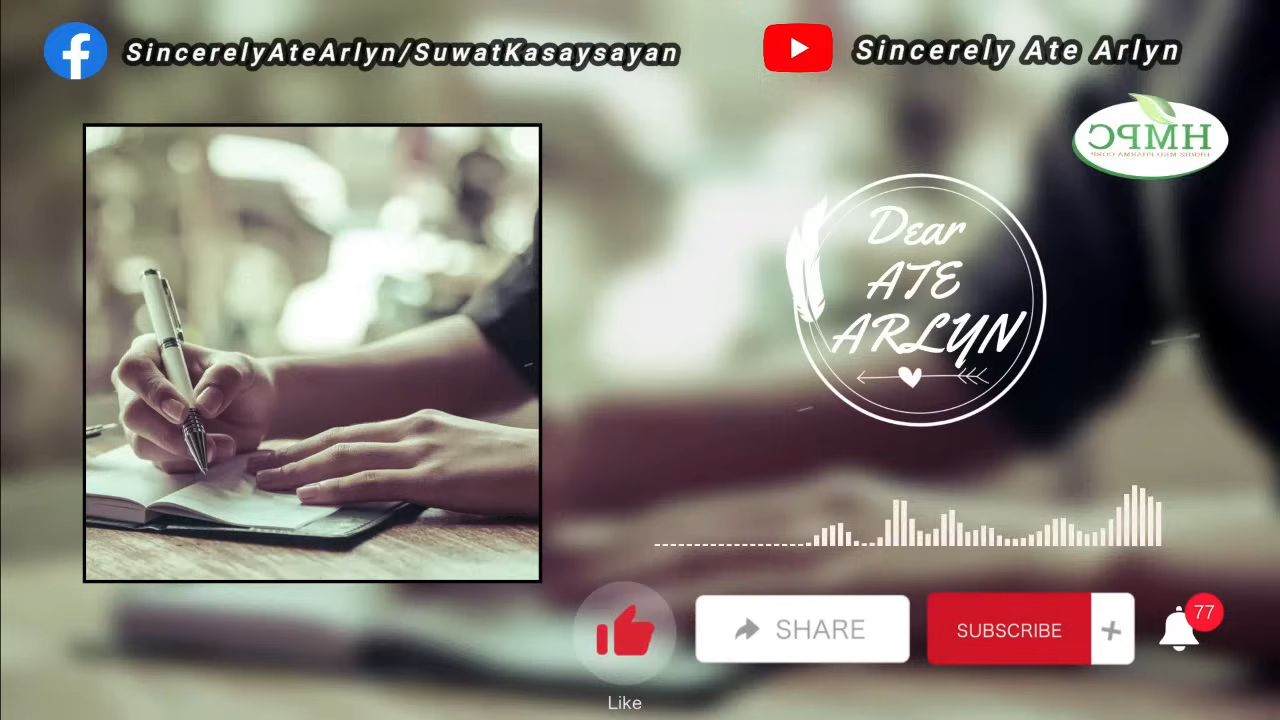 SincerelyAteArlyn/SuwatKasaysayan
Sincerely Ate Arlyn
HMPC
Dear
ATE
ARLYN
SHARE
SUBSCRIBE
77
Like